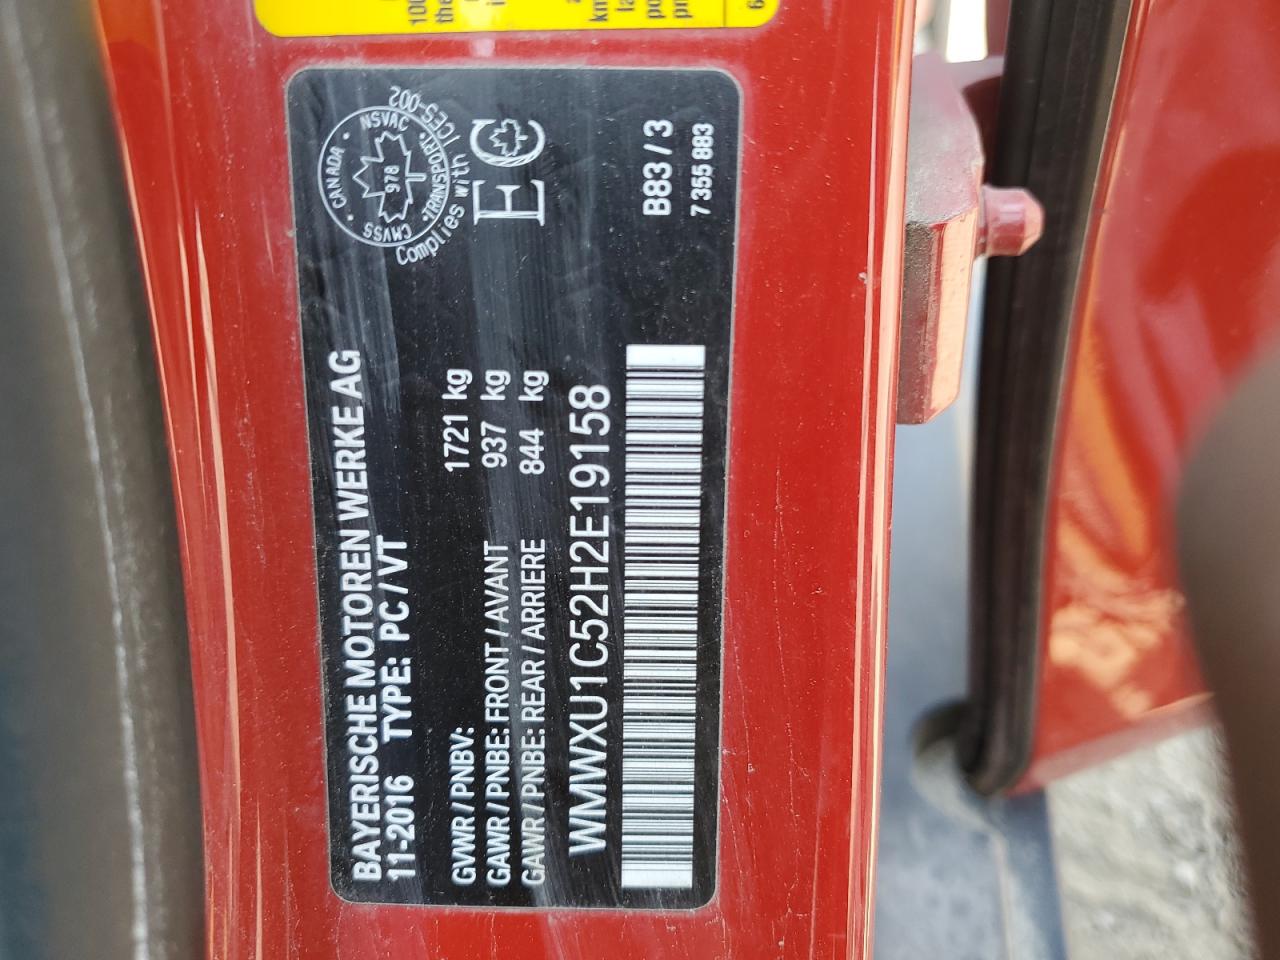 BAYERISCHE MOTOREN WERKE AG
11-2016 TYPE: PC/VT
GVWR/PNBV: 1721 kg
GAWR/PNBE: FRONT/AVANT 937 kg
GAWR/PNBE: REAR/ARRIERE 844 kg
WMWXU1C52H2E19158
CANADA · NSVAC
CMVSS · TRANSPORT
978
Complies with ICES-002
EC
B83/3
7 355 883